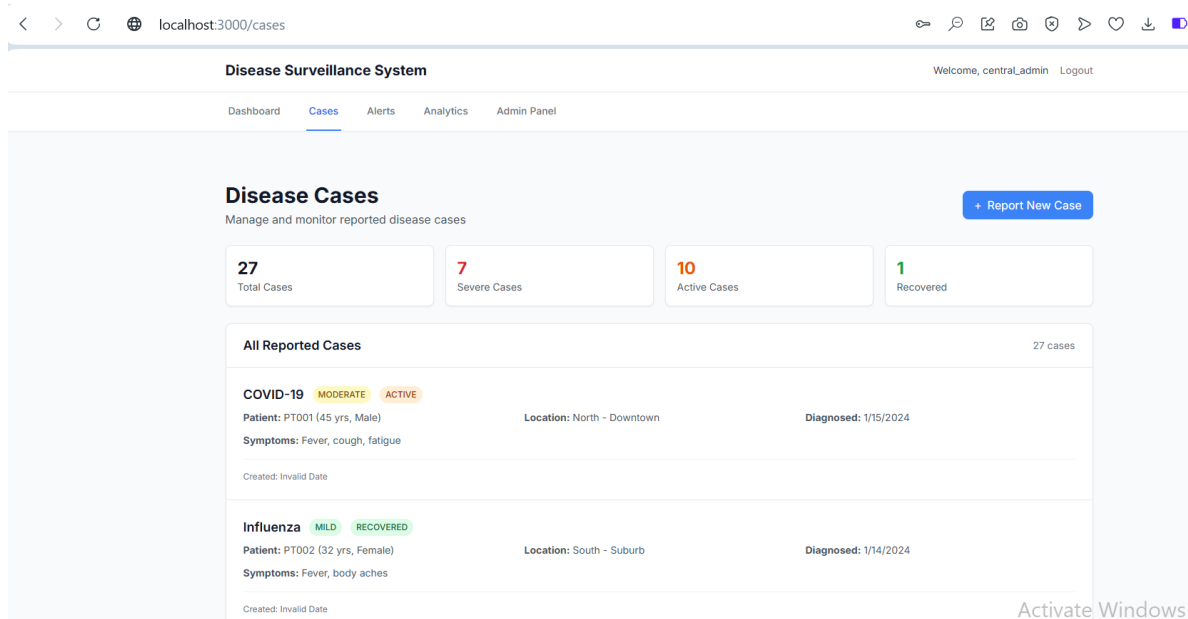 localhost:3000/cases
Disease Surveillance System
Welcome, central_admin Logout
Dashboard Cases Alerts Analytics Admin Panel
Disease Cases
Manage and monitor reported disease cases
+ Report New Case
27
Total Cases
7
Severe Cases
10
Active Cases
1
Recovered
All Reported Cases
27 cases
COVID-19 MODERATE ACTIVE
Patient: PT001 (45 yrs, Male) Location: North - Downtown Diagnosed: 1/15/2024
Symptoms: Fever, cough, fatigue
Created: Invalid Date
Influenza MILD RECOVERED
Patient: PT002 (32 yrs, Female) Location: South - Suburb Diagnosed: 1/14/2024
Symptoms: Fever, body aches
Created: Invalid Date
Activate Windows